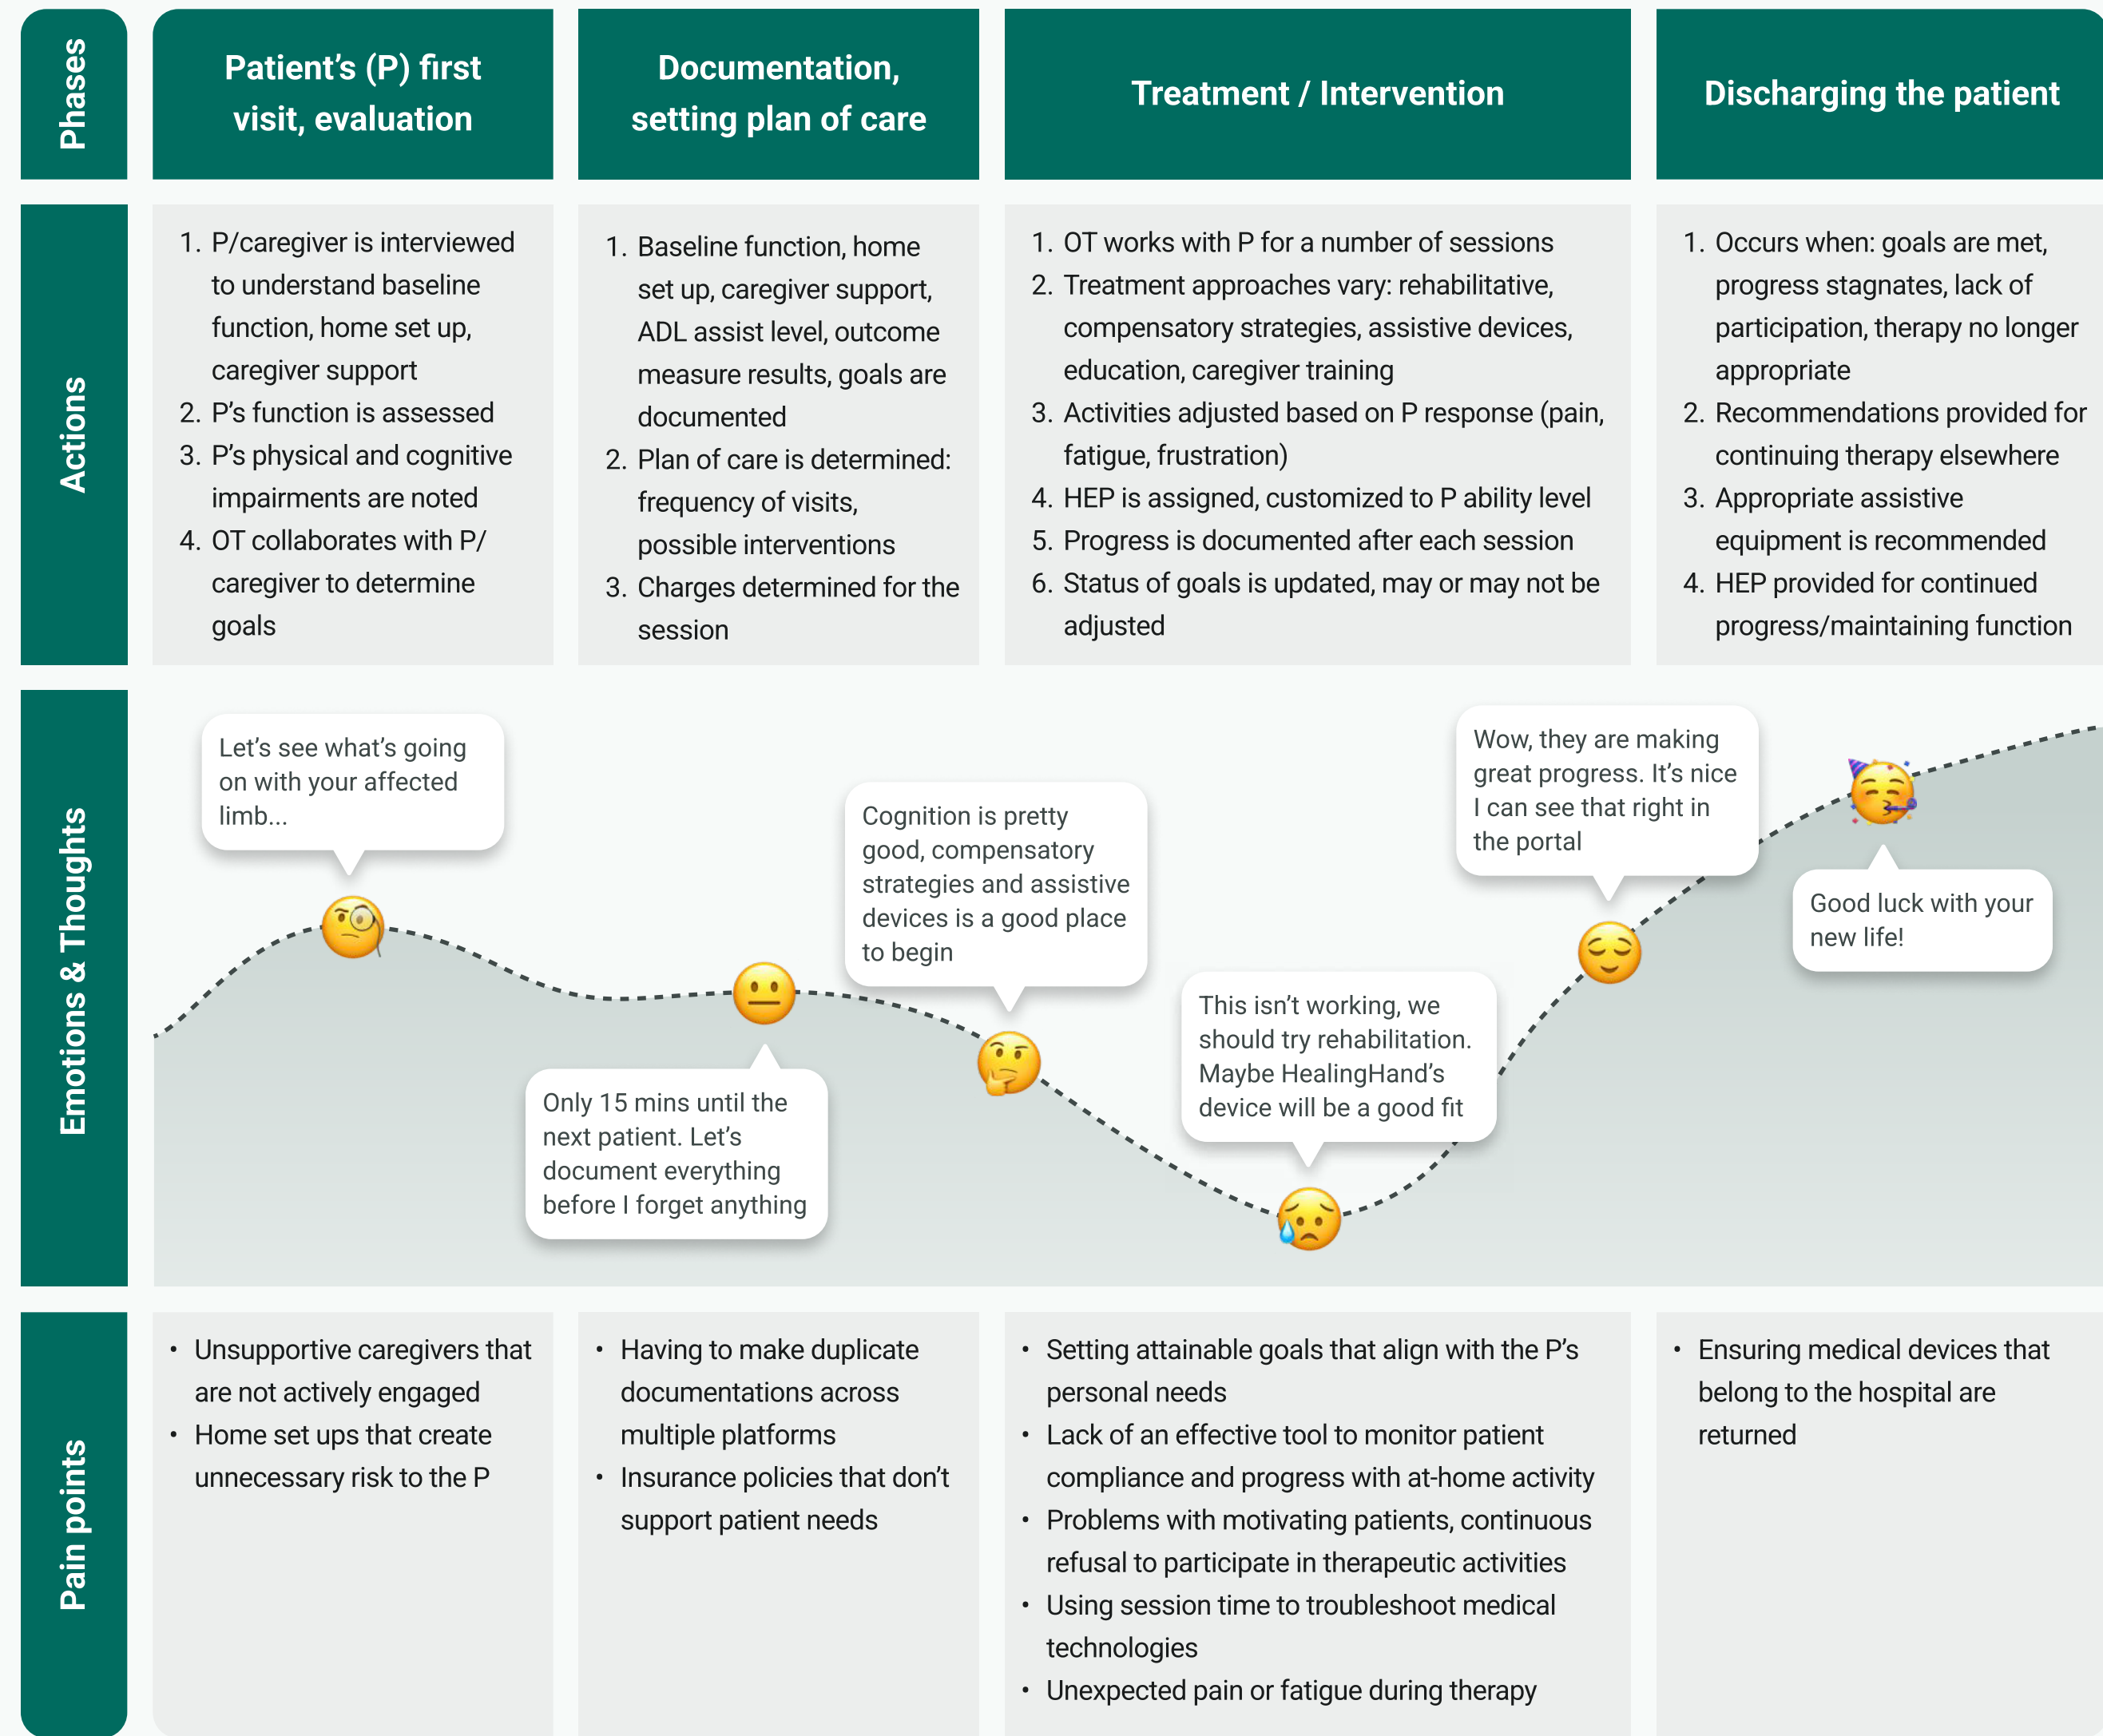 Phases
Patient’s (P) first
visit, evaluation
Documentation,
setting plan of care
Treatment / Intervention
Discharging the patient
Actions
1. P/caregiver is interviewed
to understand baseline
function, home set up,
caregiver support
2. P’s function is assessed
3. P’s physical and cognitive
impairments are noted
4. OT collaborates with P/
caregiver to determine
goals
1. Baseline function, home
set up, caregiver support,
ADL assist level, outcome
measure results, goals are
documented
2. Plan of care is determined:
frequency of visits,
possible interventions
3. Charges determined for the
session
1. OT works with P for a number of sessions
2. Treatment approaches vary: rehabilitative,
compensatory strategies, assistive devices,
education, caregiver training
3. Activities adjusted based on P response (pain,
fatigue, frustration)
4. HEP is assigned, customized to P ability level
5. Progress is documented after each session
6. Status of goals is updated, may or may not be
adjusted
1. Occurs when: goals are met,
progress stagnates, lack of
participation, therapy no longer
appropriate
2. Recommendations provided for
continuing therapy elsewhere
3. Appropriate assistive
equipment is recommended
4. HEP provided for continued
progress/maintaining function
Emotions & Thoughts
Let’s see what’s going
on with your affected
limb...
Only 15 mins until the
next patient. Let’s
document everything
before I forget anything
Cognition is pretty
good, compensatory
strategies and assistive
devices is a good place
to begin
This isn’t working, we
should try rehabilitation.
Maybe HealingHand’s
device will be a good fit
Wow, they are making
great progress. It’s nice
I can see that right in
the portal
Good luck with your
new life!
Pain points
• Unsupportive caregivers that
are not actively engaged
• Home set ups that create
unnecessary risk to the P
• Having to make duplicate
documentations across
multiple platforms
• Insurance policies that don’t
support patient needs
• Setting attainable goals that align with the P’s
personal needs
• Lack of an effective tool to monitor patient
compliance and progress with at-home activity
• Problems with motivating patients, continuous
refusal to participate in therapeutic activities
• Using session time to troubleshoot medical
technologies
• Unexpected pain or fatigue during therapy
• Ensuring medical devices that
belong to the hospital are
returned